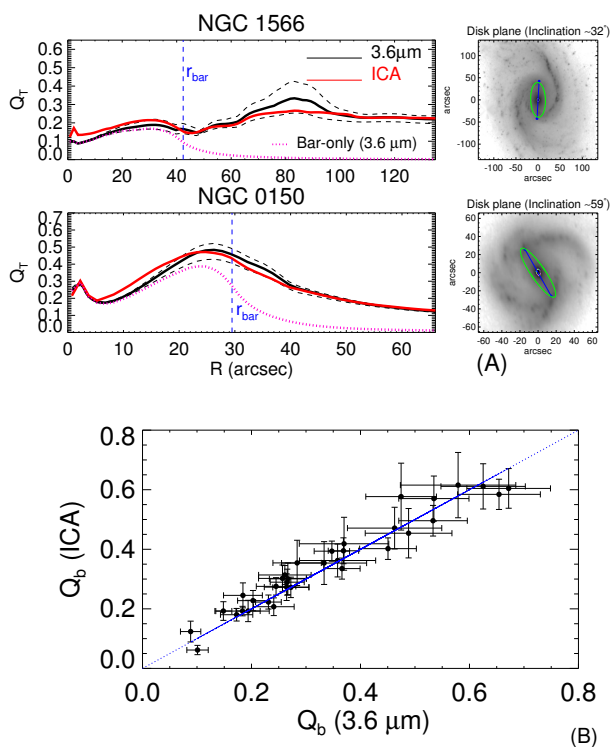 NGC 1566
Q_T
0.6
0.5
0.4
0.3
0.2
0.1
0.0
r_bar
3.6μm
ICA
Bar-only (3.6 μm)
0 20 40 60 80 100 120
Disk plane (Inclination ~32°)
arcsec
100
50
0
-50
-100
-100 -50 0 50 100
arcsec
NGC 0150
Q_T
0.7
0.6
0.5
0.4
0.3
0.2
0.1
0.0
r_bar
0 10 20 30 40 50 60
R (arcsec)
Disk plane (Inclination ~59°)
arcsec
60
40
20
0
-20
-40
-60
-60 -40 -20 0 20 40 60
arcsec
(A)
Q_b (ICA)
0.8
0.6
0.4
0.2
0.0
0.0 0.2 0.4 0.6 0.8
Q_b (3.6 μm)
(B)